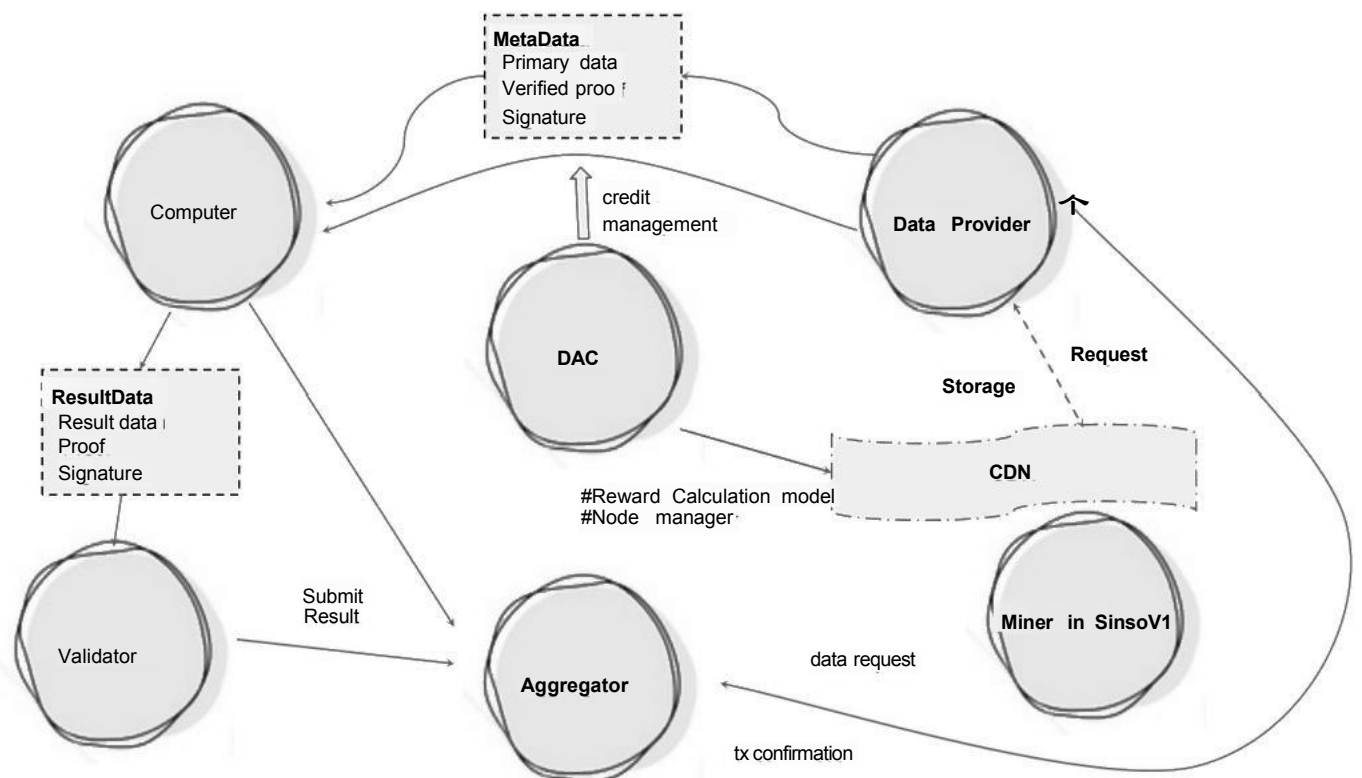 MetaData
Primary data
Verified proo
Signature
Computer
credit
management
Data Provider
个
DAC
Request
Storage
ResultData
Result data
Proof
Signature
CDN
#Reward Calculation model
#Node manager
Submit
Result
Miner in SinsoV1
Validator
data request
Aggregator
tx confirmation